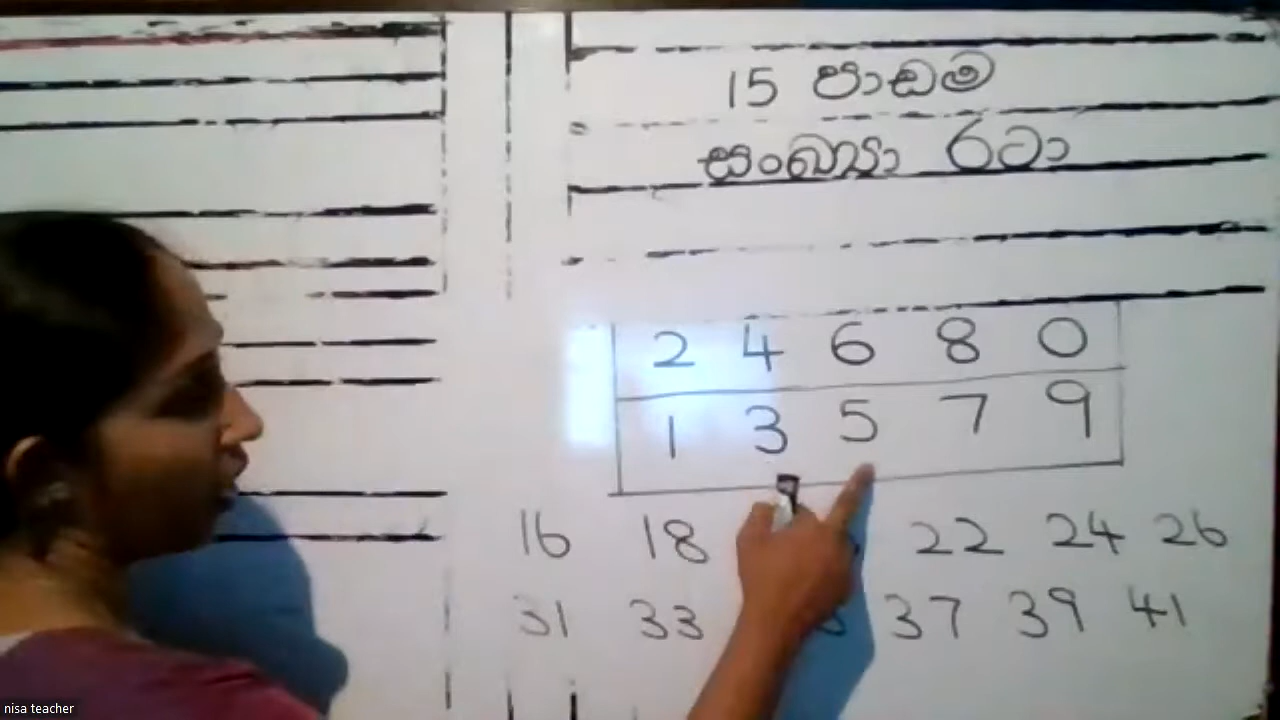 15 පාඩම
සංඛ්‍යා රටා
2 4 6 8 0
1 3 5 7 9
16 18 22 24 26
31 33 37 39 41
nisa teacher